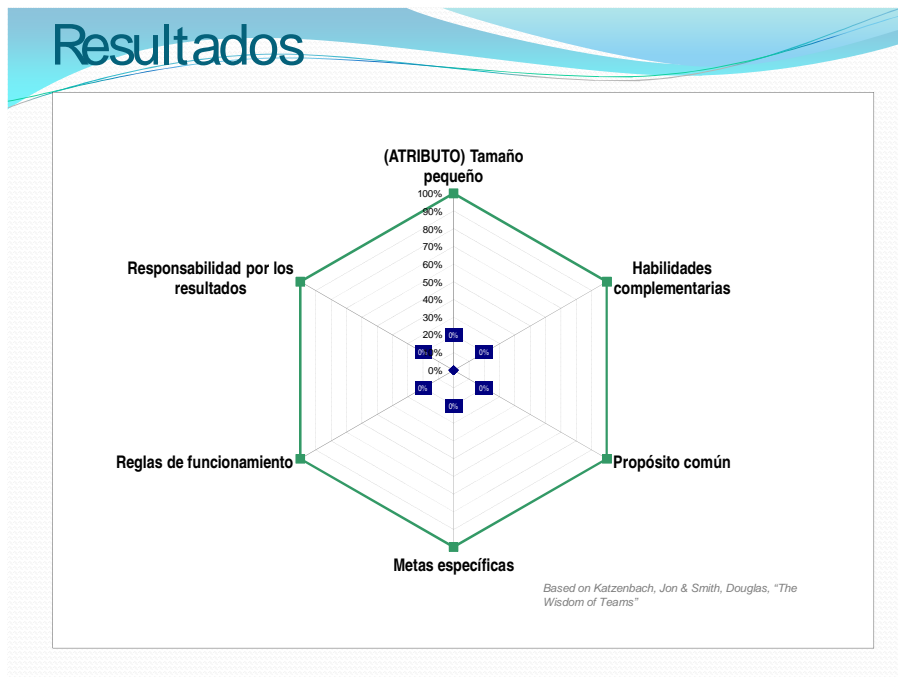 Resultados
(ATRIBUTO) Tamaño
pequeño
100%
90%
80%
70%
60%
50%
40%
30%
20%
0%
Habilidades
complementarias
Propósito común
Metas específicas
Reglas de funcionamiento
Responsabilidad por los
resultados
0%
0%
0%
0%
0%
0%
Based on Katzenbach, Jon & Smith, Douglas, “The
Wisdom of Teams”